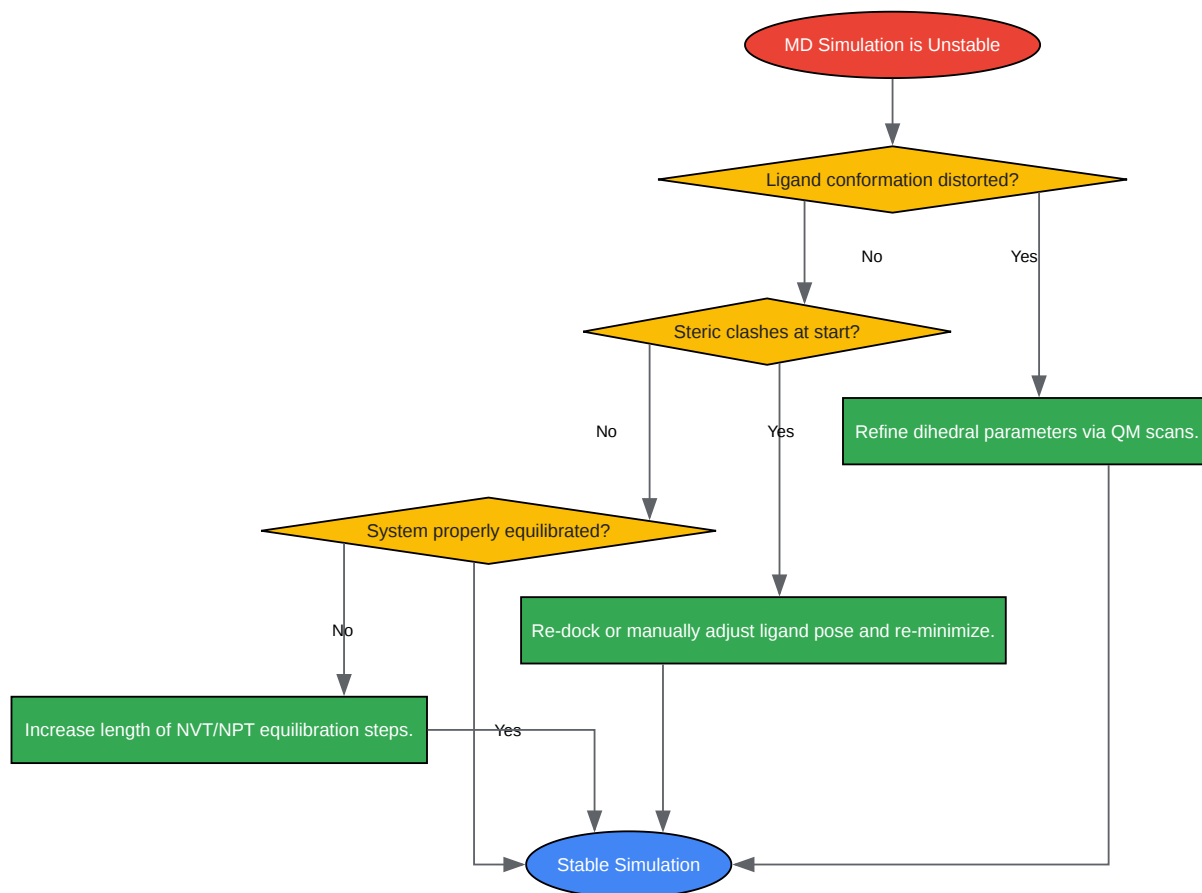 MD Simulation is Unstable
Ligand conformation distorted?
No
Yes
Steric clashes at start?
Refine dihedral parameters via QM scans.
No
Yes
System properly equilibrated?
No
Re-dock or manually adjust ligand pose and re-minimize.
Increase length of NVT/NPT equilibration steps.
Yes
Stable Simulation